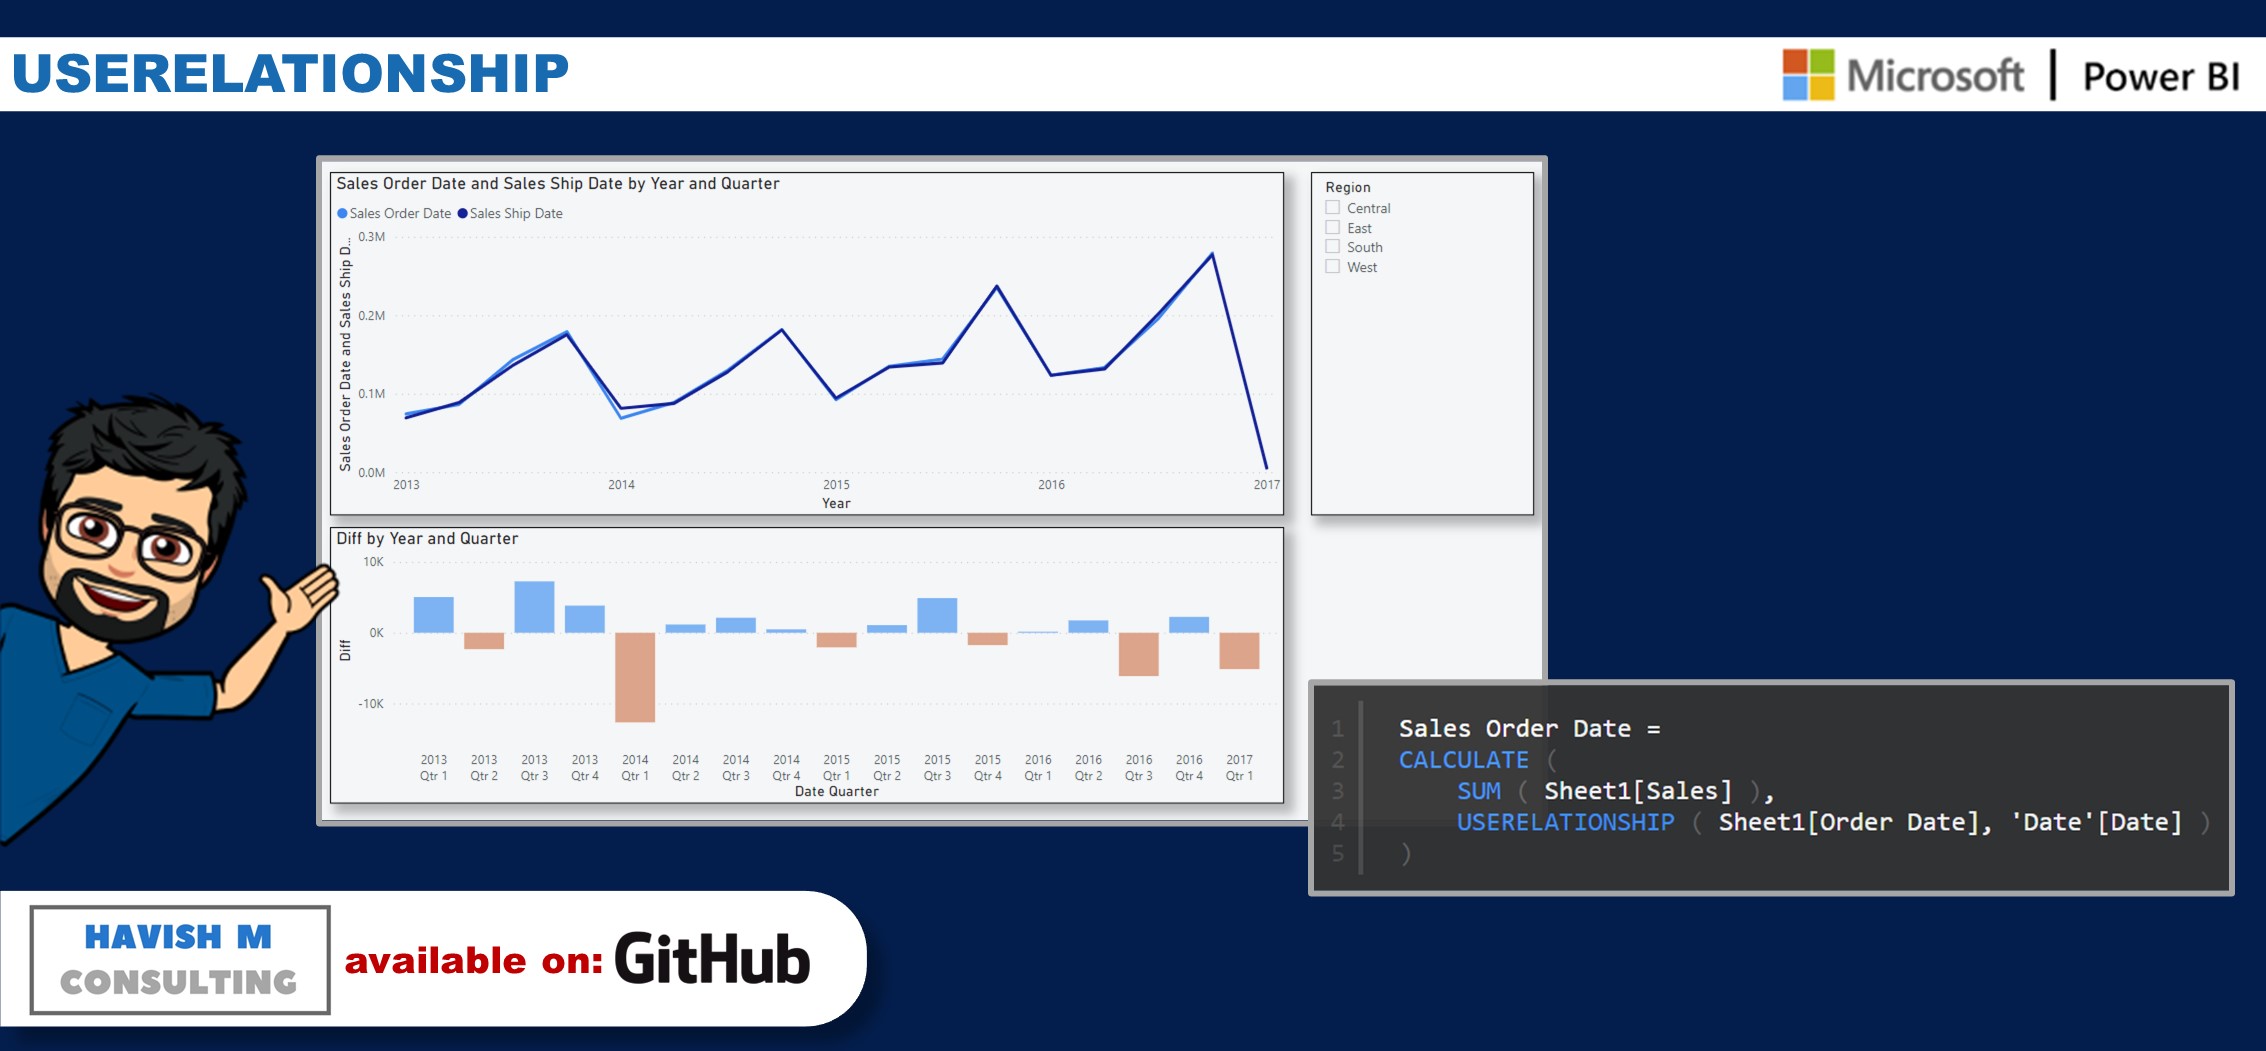 USERELATIONSHIP
Microsoft | Power BI
Sales Order Date and Sales Ship Date by Year and Quarter
Sales Order Date Sales Ship Date
Sales Order Date and Sales Ship D...
0.3M
0.2M
0.1M
0.0M
2013 2014 2015 2016 2017
Year
Region
Central
East
South
West
Diff by Year and Quarter
Diff
10K
0K
-10K
2013 2013 2013 2013 2014 2014 2014 2014 2015 2015 2015 2015 2016 2016 2016 2016 2017
Qtr 1 Qtr 2 Qtr 3 Qtr 4 Qtr 1 Qtr 2 Qtr 3 Qtr 4 Qtr 1 Qtr 2 Qtr 3 Qtr 4 Qtr 1 Qtr 2 Qtr 3 Qtr 4 Qtr 1
Date Quarter
1 Sales Order Date =
2 CALCULATE (
3 SUM ( Sheet1[Sales] ),
4 USERELATIONSHIP ( Sheet1[Order Date], 'Date'[Date] )
5 )
HAVISH M
CONSULTING
available on: GitHub